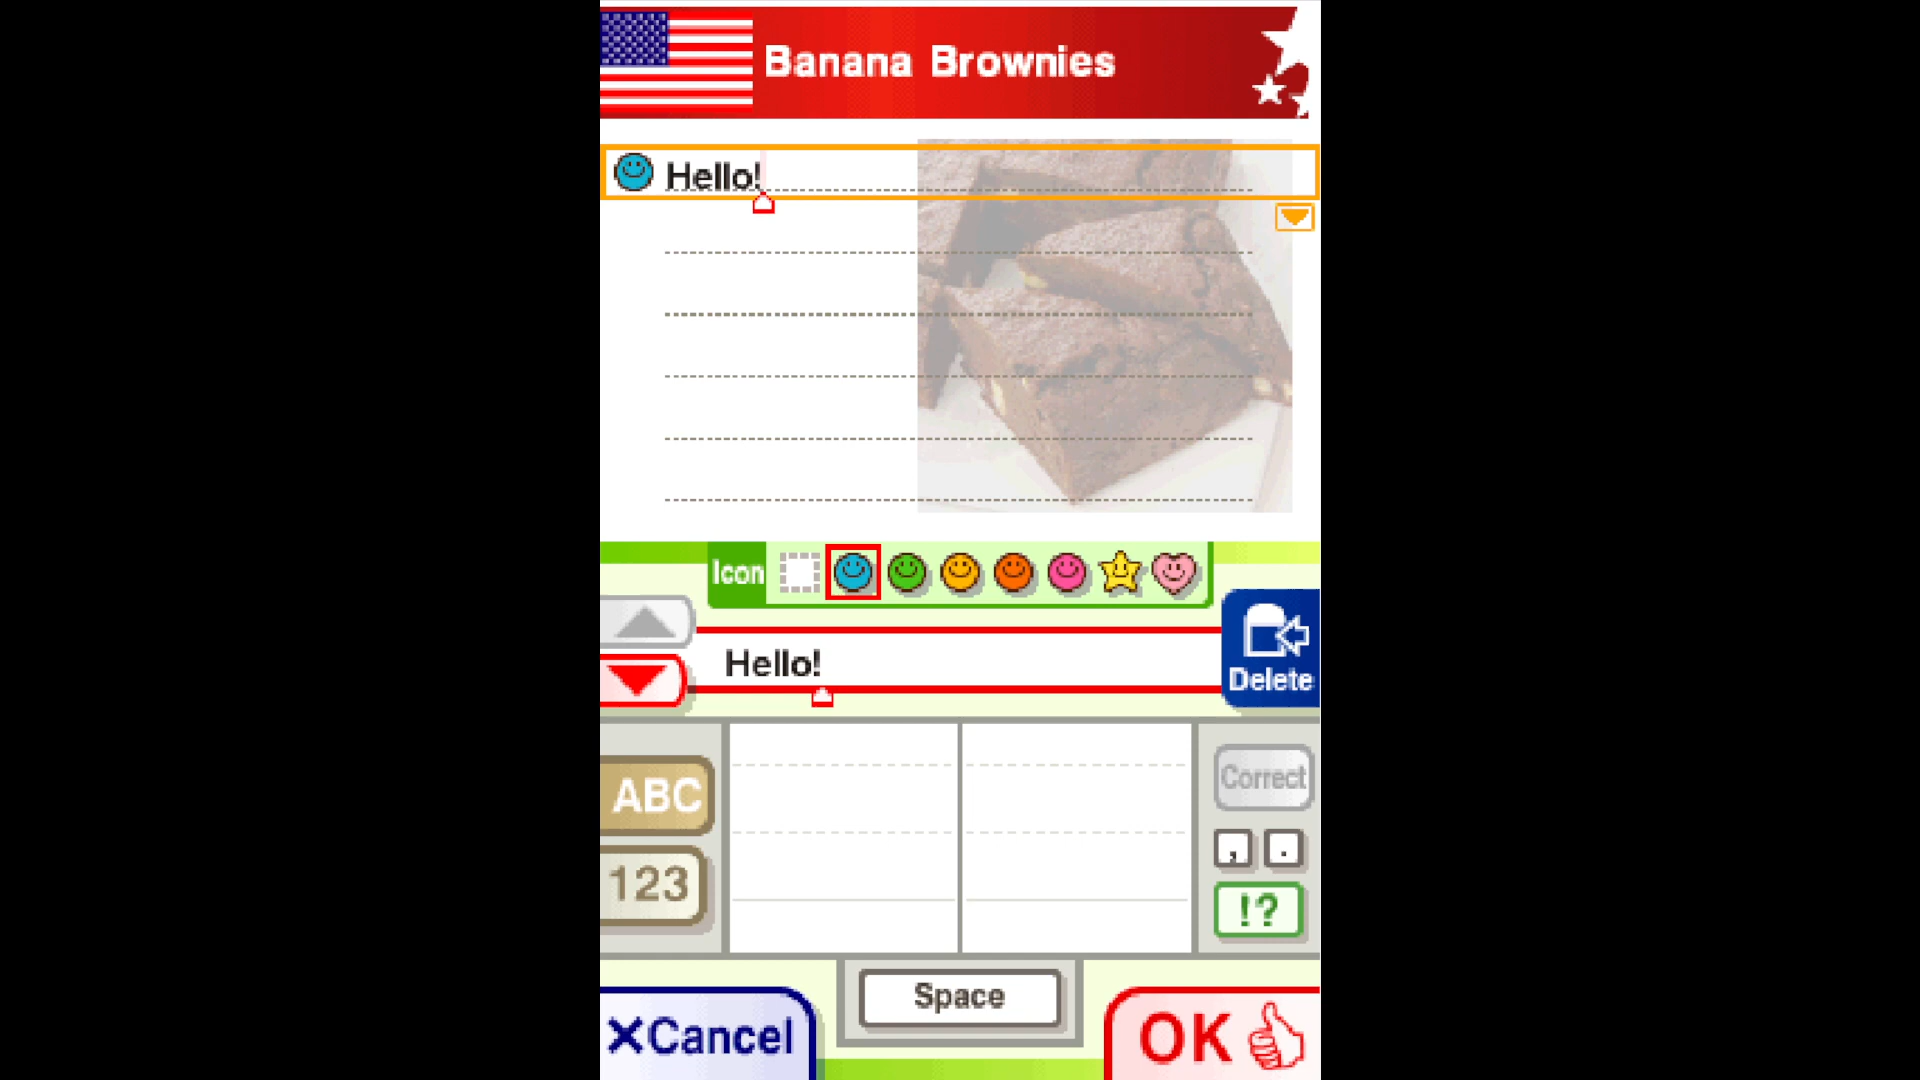 Banana Brownies
Hello!
Icon
Hello!
Delete
ABC
Correct
, .
123
!?
Space
×Cancel
OK